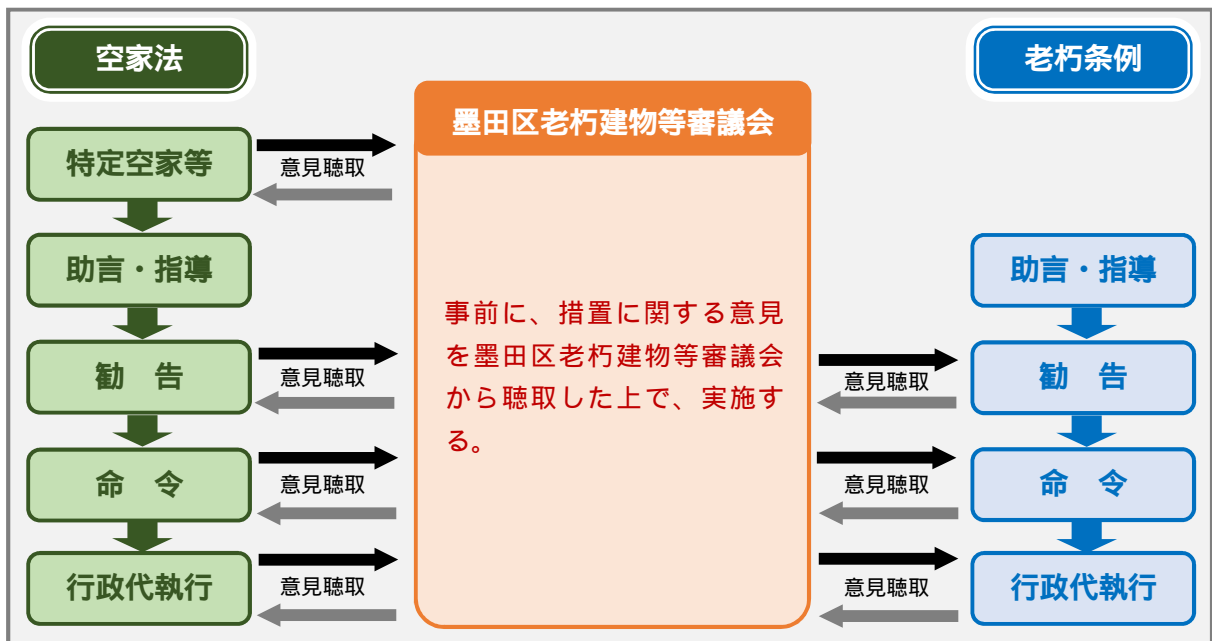 空家法
老朽条例
墨田区老朽建物等審議会
特定空家等
意見聴取
助言・指導
助言・指導
事前に、措置に関する意見
を墨田区老朽建物等審議会
から聴取した上で、実施す
る。
勧　告
意見聴取
意見聴取
勧　告
命　令
意見聴取
意見聴取
命　令
行政代執行
意見聴取
意見聴取
行政代執行